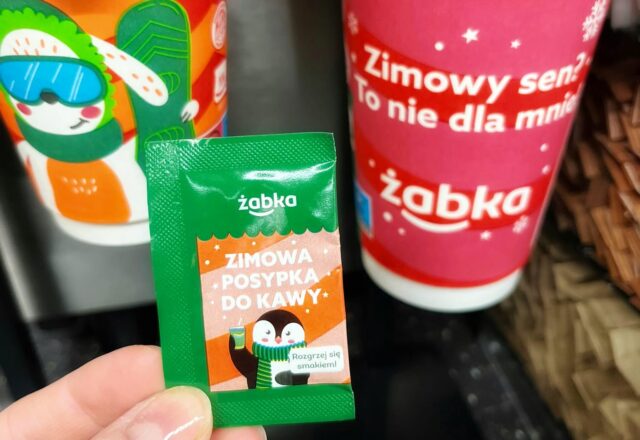 Zimowy sen?
To nie dla mnie!
żabka
żabka
ZIMOWA
POSYPKA
DO KAWY
Rozgrzej się
smakiem!